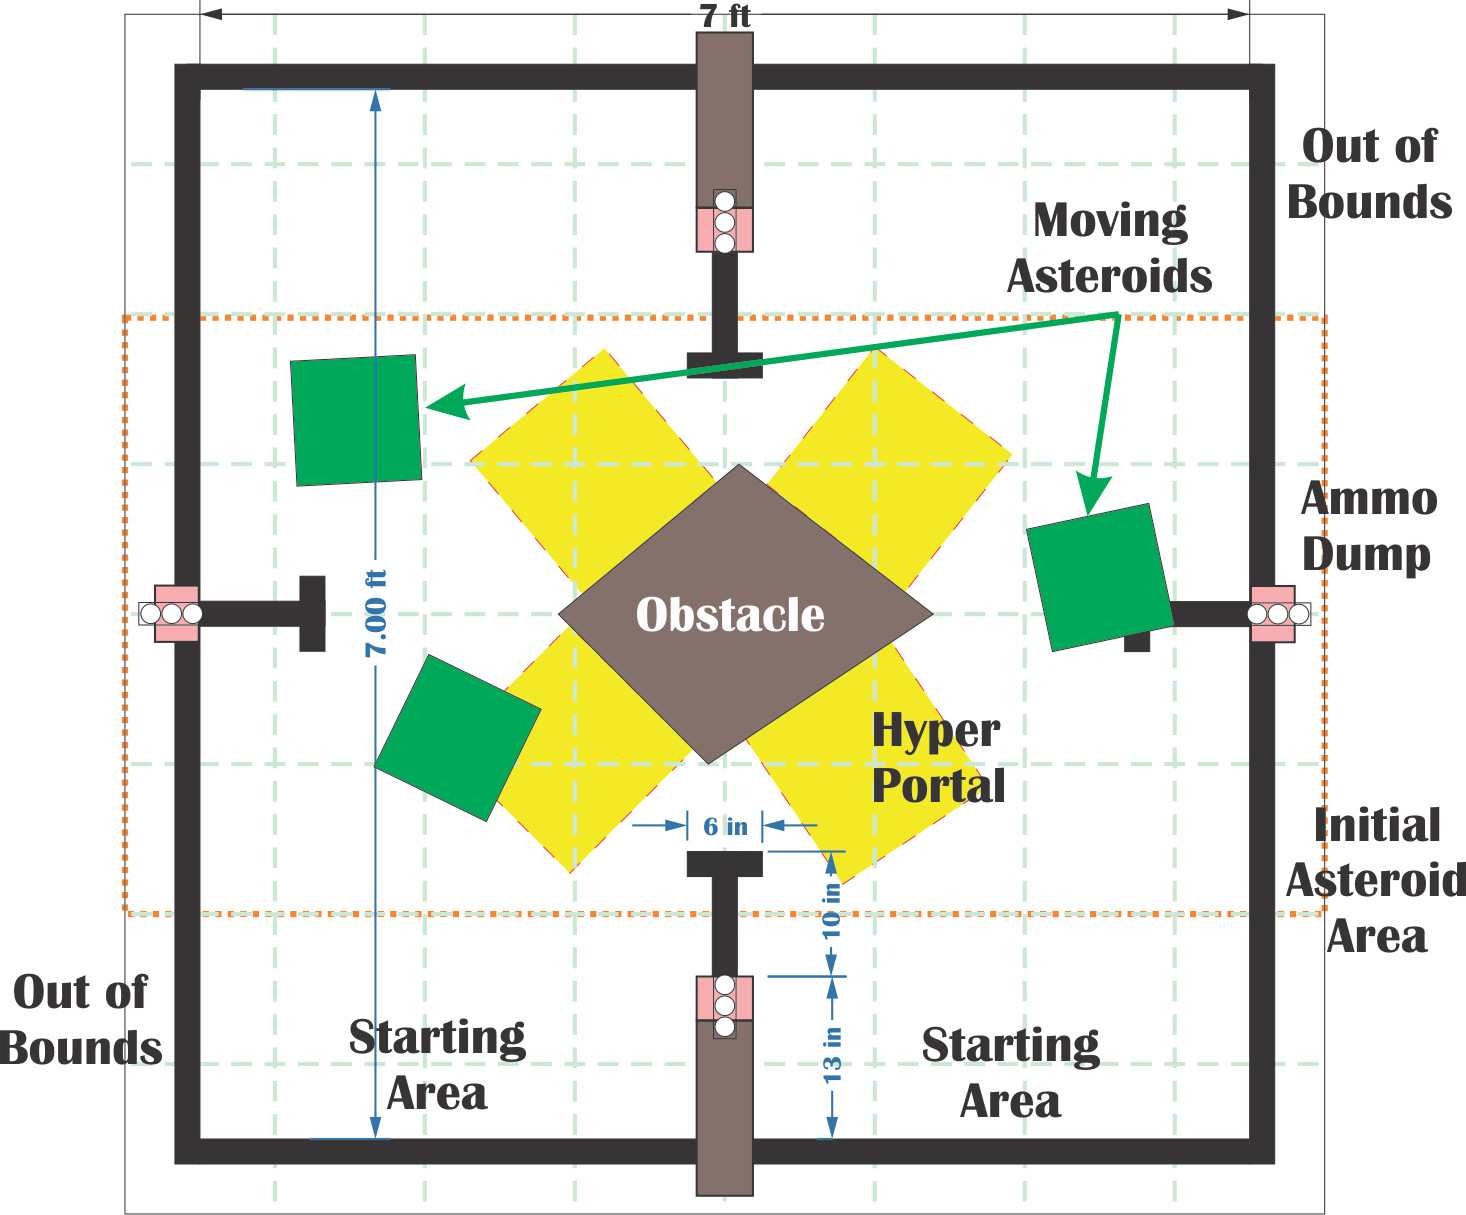 7 ft
Out of
Bounds
Moving
Asteroids
Ammo
Dump
7.00 ft
Obstacle
Hyper
Portal
6 in
10 in
Initial
Asteroid
Area
Out of
Bounds
Starting
Area
13 in
Starting
Area